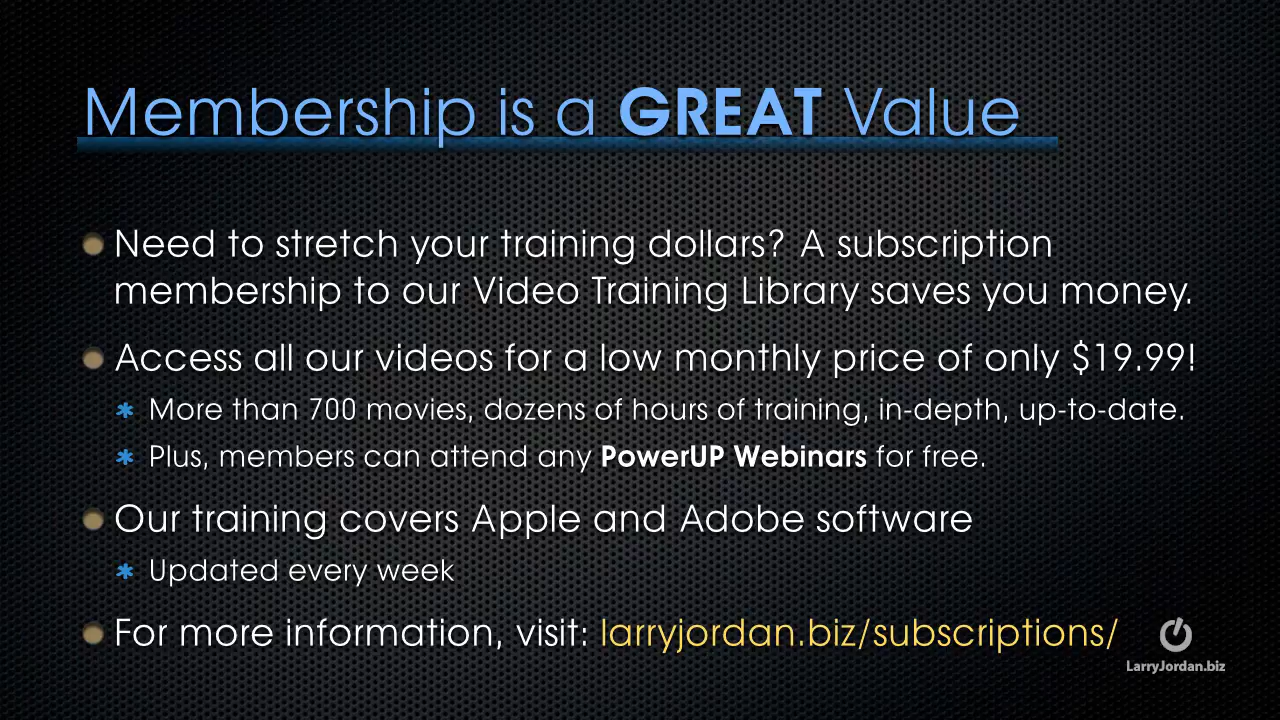 Membership is a GREAT Value
Need to stretch your training dollars? A subscription
membership to our Video Training Library saves you money.
Access all our videos for a low monthly price of only $19.99!
More than 700 movies, dozens of hours of training, in-depth, up-to-date.
Plus, members can attend any PowerUP Webinars for free.
Our training covers Apple and Adobe software
Updated every week
For more information, visit: larryjordan.biz/subscriptions/
LarryJordan.biz